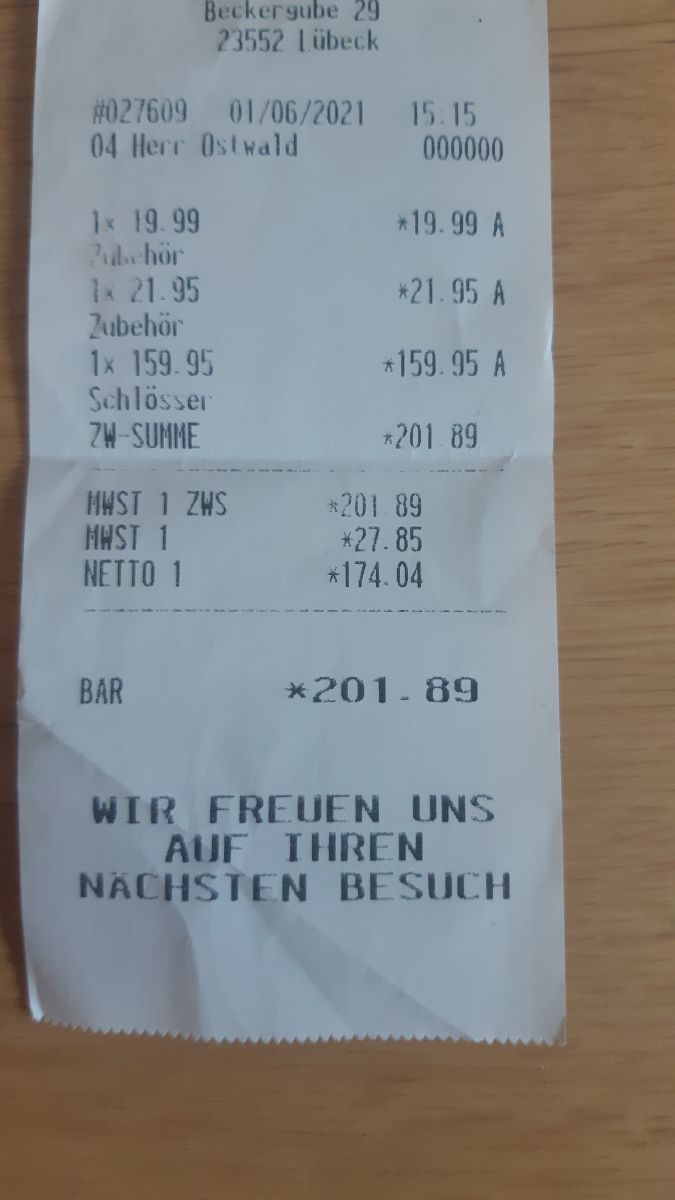 Beckergube 29
23552 Lübeck
#027609 01/06/2021 15:15
04 Herr Ostwald 000000
1x 19.99 *19.99 A
Zubehör
1x 21.95 *21.95 A
Zubehör
1x 159.95 *159.95 A
Schlösser
ZW-SUMME *201.89
MWST 1 ZWS *201.89
MWST 1 *27.85
NETTO 1 *174.04
BAR *201.89
WIR FREUEN UNS
AUF IHREN
NÄCHSTEN BESUCH